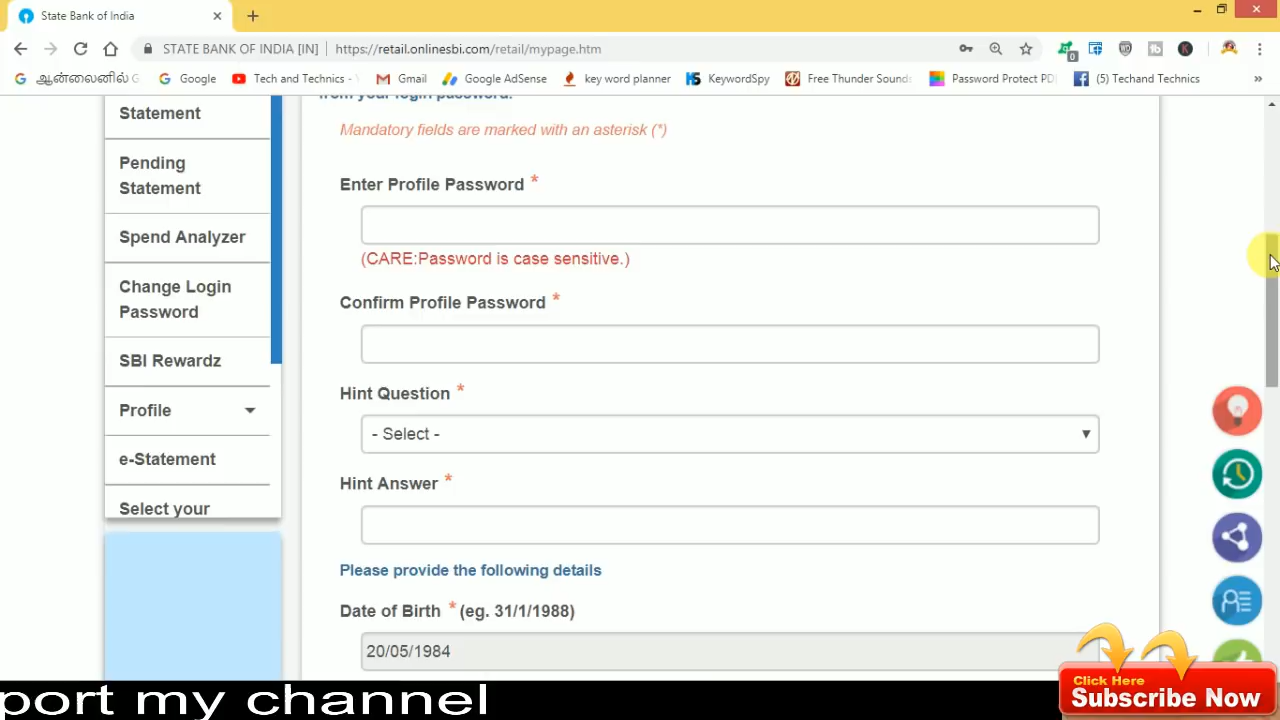 State Bank of India
STATE BANK OF INDIA [IN] https://retail.onlinesbi.com/retail/mypage.htm
ஆன்லைனில் Google Tech and Technics - Gmail Google AdSense key word planner KeywordSpy Free Thunder Sound Password Protect PD (5) Techand Technics »
from your login password.
Mandatory fields are marked with an asterisk (*)
Statement
Pending
Statement
Spend Analyzer
Change Login
Password
SBI Rewardz
Profile
e-Statement
Select your
Enter Profile Password *
(CARE:Password is case sensitive.)
Confirm Profile Password *
Hint Question *
- Select -
Hint Answer *
Please provide the following details
Date of Birth * (eg. 31/1/1988)
20/05/1984
0
port my channel
Click Here
Subscribe Now